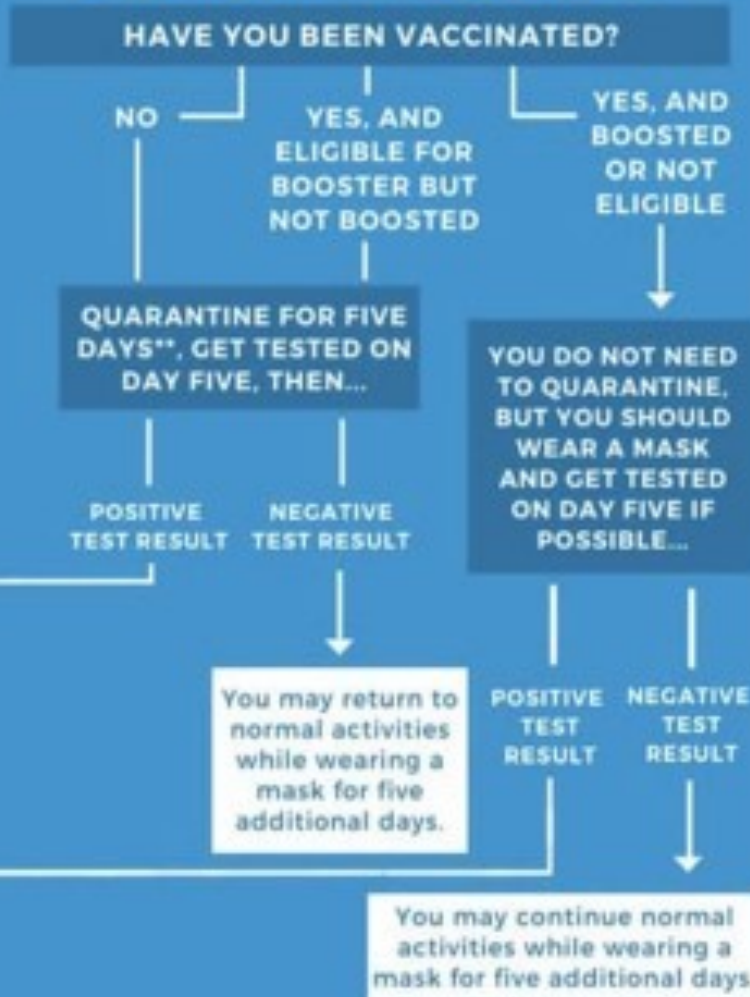 HAVE YOU BEEN VACCINATED?
NO
YES, AND
ELIGIBLE FOR
BOOSTER BUT
NOT BOOSTED
YES, AND
BOOSTED
OR NOT
ELIGIBLE
QUARANTINE FOR FIVE
DAYS**, GET TESTED ON
DAY FIVE, THEN...
YOU DO NOT NEED
TO QUARANTINE,
BUT YOU SHOULD
WEAR A MASK
AND GET TESTED
ON DAY FIVE IF
POSSIBLE...
POSITIVE
TEST RESULT
NEGATIVE
TEST RESULT
You may return to
normal activities
while wearing a
mask for five
additional days.
POSITIVE
TEST
RESULT
NEGATIVE
TEST
RESULT
You may continue normal
activities while wearing a
mask for five additional days